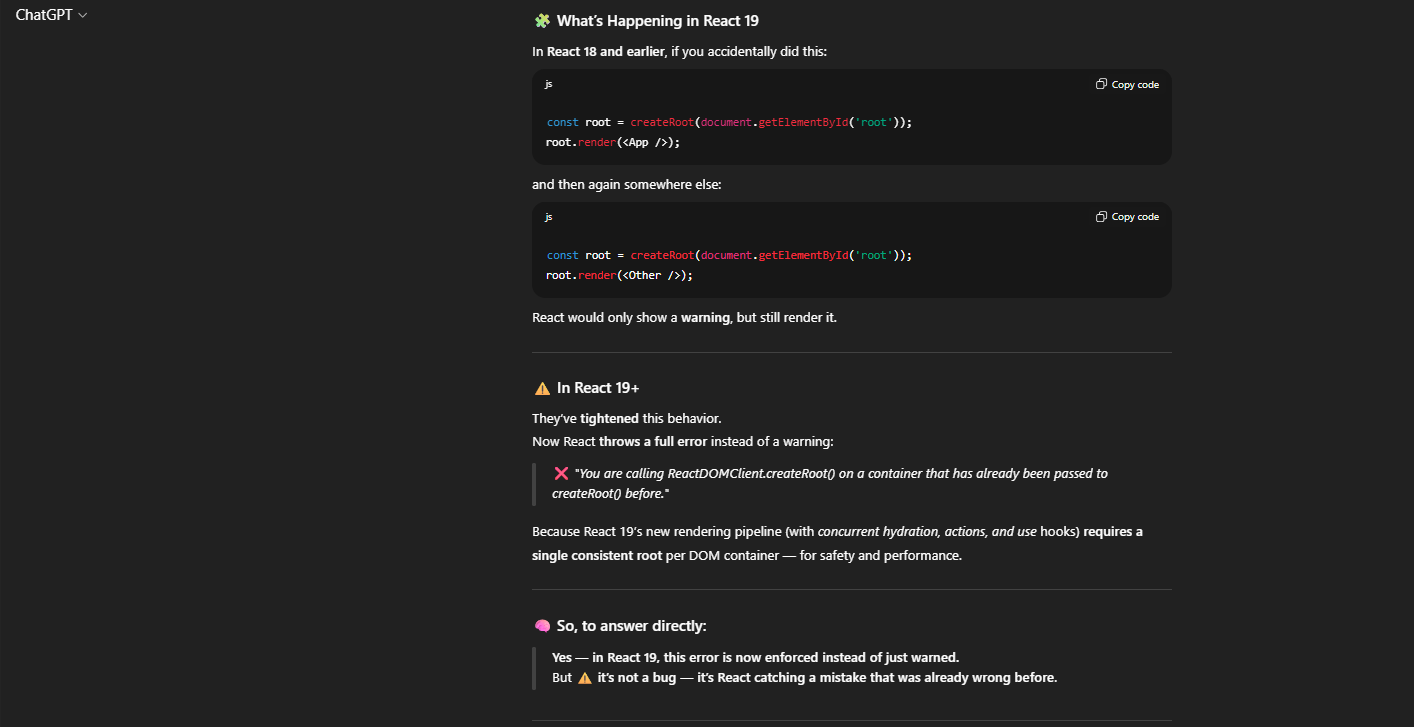 ChatGPT
🧩 What's Happening in React 19
In React 18 and earlier, if you accidentally did this:
js
Copy code
const root = createRoot(document.getElementById('root'));
root.render(<App />);
and then again somewhere else:
js
Copy code
const root = createRoot(document.getElementById('root'));
root.render(<Other />);
React would only show a warning, but still render it.
⚠️ In React 19+
They've tightened this behavior.
Now React throws a full error instead of a warning:
❌ "You are calling ReactDOMClient.createRoot() on a container that has already been passed to
createRoot() before."
Because React 19's new rendering pipeline (with concurrent hydration, actions, and use hooks) requires a
single consistent root per DOM container — for safety and performance.
🧠 So, to answer directly:
Yes — in React 19, this error is now enforced instead of just warned.
But ⚠️ it's not a bug — it's React catching a mistake that was already wrong before.